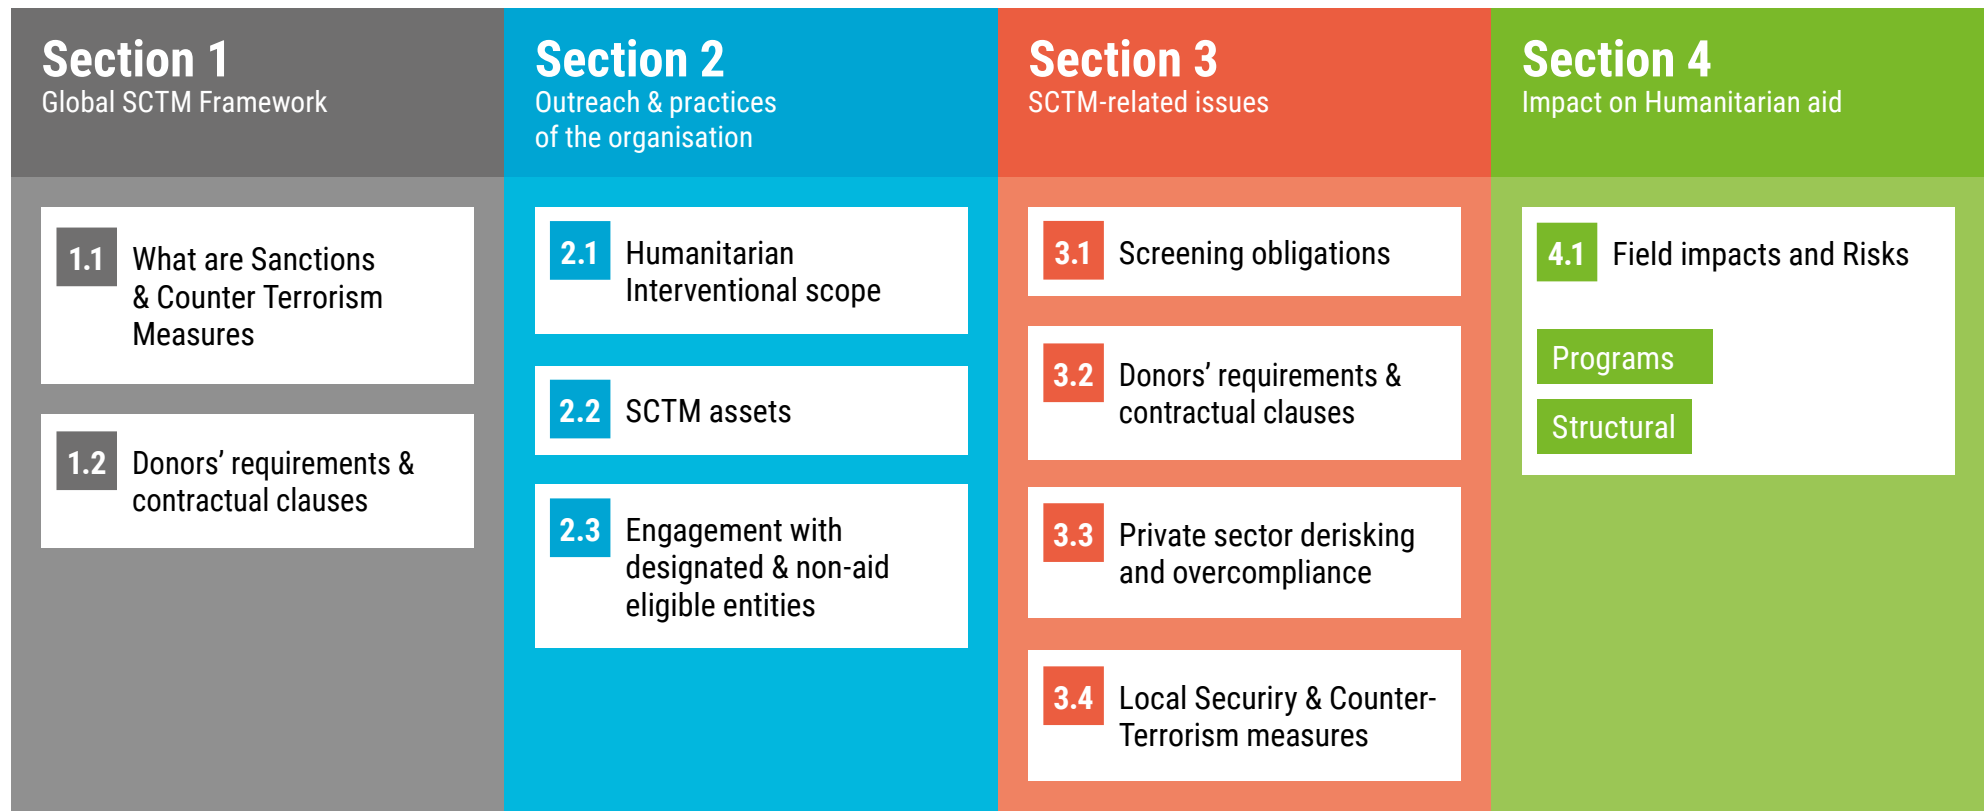 Section 1
Global SCTM Framework
1.1
What are Sanctions
& Counter Terrorism
Measures
1.2
Donors’ requirements &
contractual clauses
Section 2
Outreach & practices
of the organisation
2.1
Humanitarian
Interventional scope
2.2
SCTM assets
2.3
Engagement with
designated & non-aid
eligible entities
Section 3
SCTM-related issues
3.1
Screening obligations
3.2
Donors’ requirements &
contractual clauses
3.3
Private sector derisking
and overcompliance
3.4
Local Securiry & Counter-
Terrorism measures
Section 4
Impact on Humanitarian aid
4.1
Field impacts and Risks
Programs
Structural